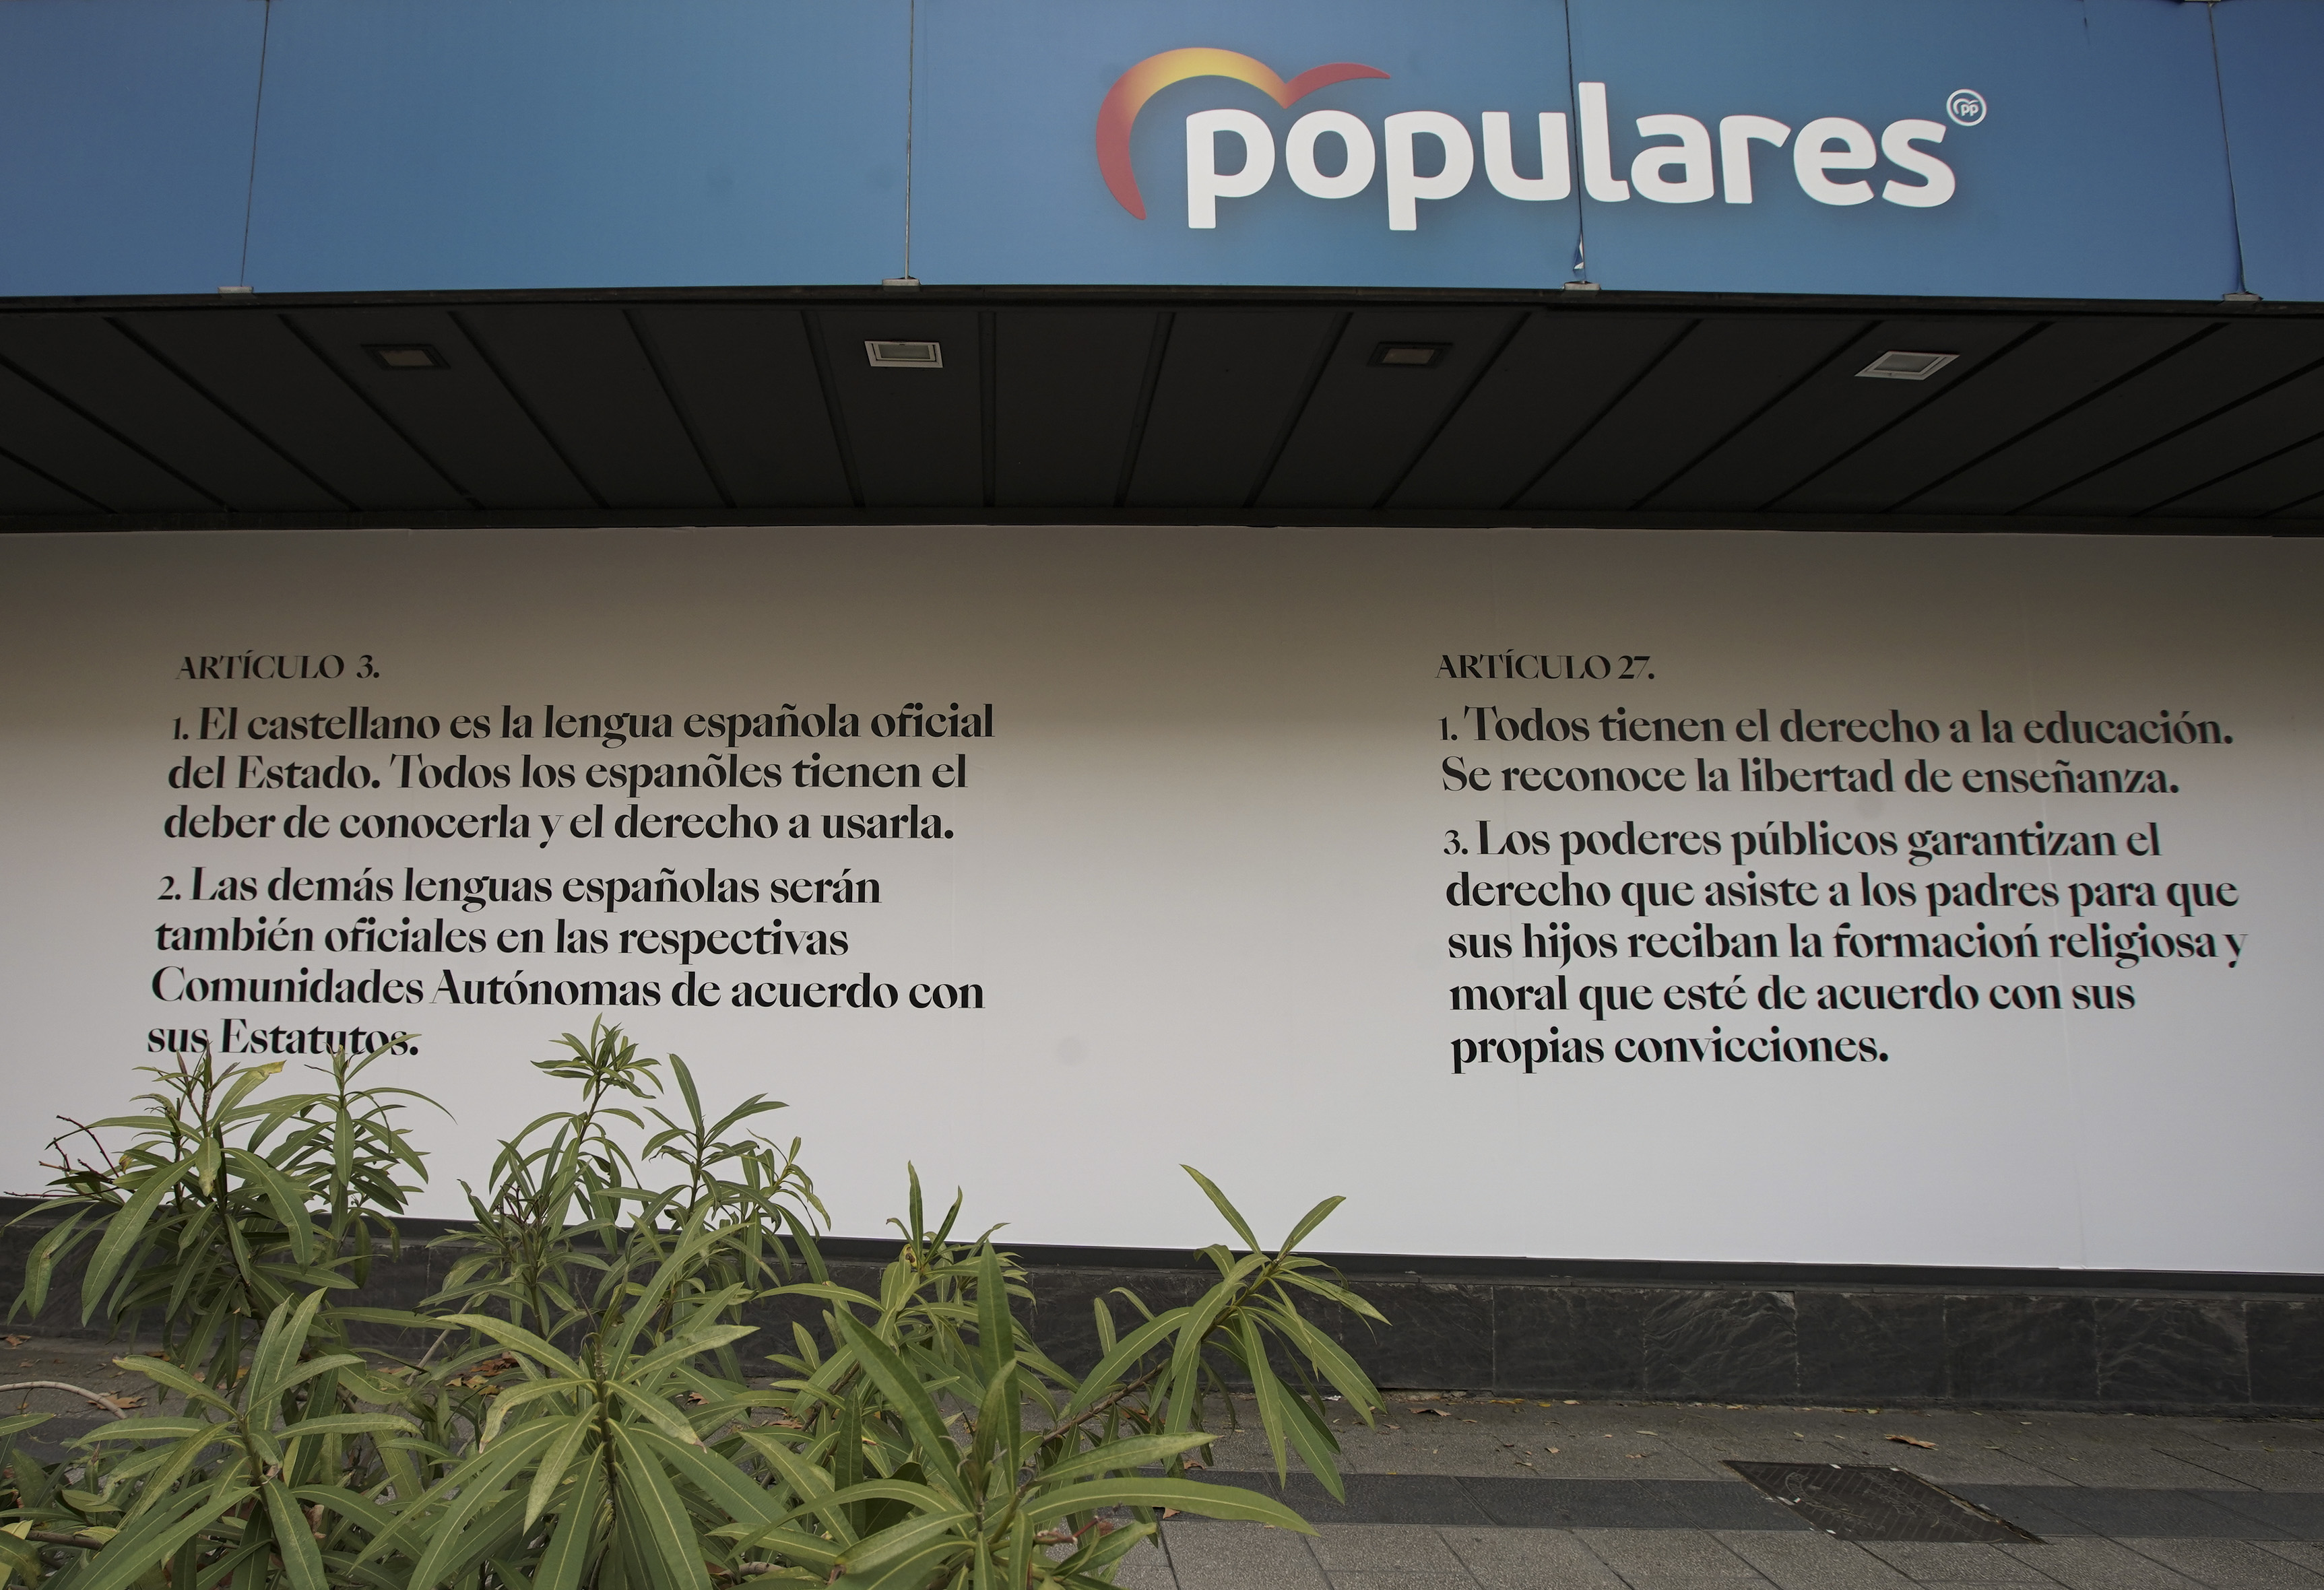 populares
pp
ARTÍCULO 3.
1. El castellano es la lengua española oficial
del Estado. Todos los espanõles tienen el
deber de conocerla y el derecho a usarla.
2. Las demás lenguas españolas serán
también oficiales en las respectivas
Comunidades Autónomas de acuerdo con
sus Estatutos.
ARTÍCULO 27.
1. Todos tienen el derecho a la educación.
Se reconoce la libertad de enseñanza.
3. Los poderes públicos garantizan el
derecho que asiste a los padres para que
sus hijos reciban la formacioń religiosa y
moral que esté de acuerdo con sus
propias convicciones.